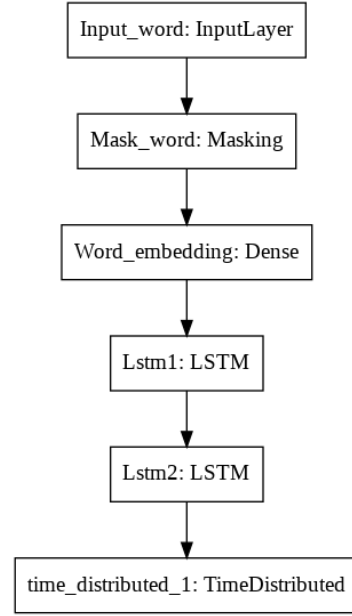 Input_word: InputLayer
Mask_word: Masking
Word_embedding: Dense
Lstm1: LSTM
Lstm2: LSTM
time_distributed_1: TimeDistributed